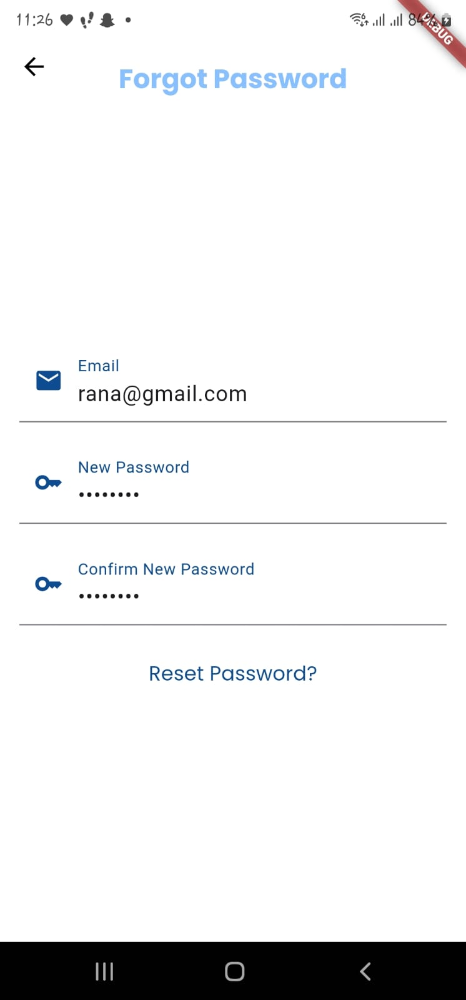 11:26
84%
DEBUG
Forgot Password
Email
rana@gmail.com
New Password
••••••••
Confirm New Password
••••••••
Reset Password?